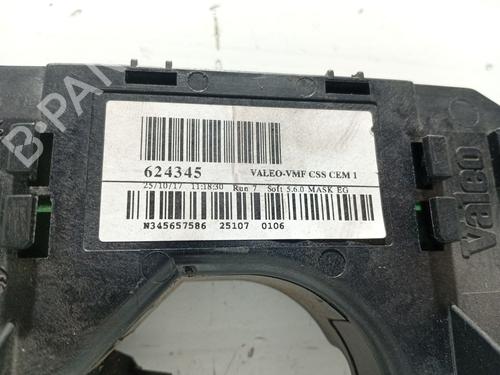 624345 VALEO-VMF CSS CEM 1
25/10/17 11:18:30 Run 7 Soft 5.6.0 MASK EG
N345657586 25107 0106
Valeo
B-PAR